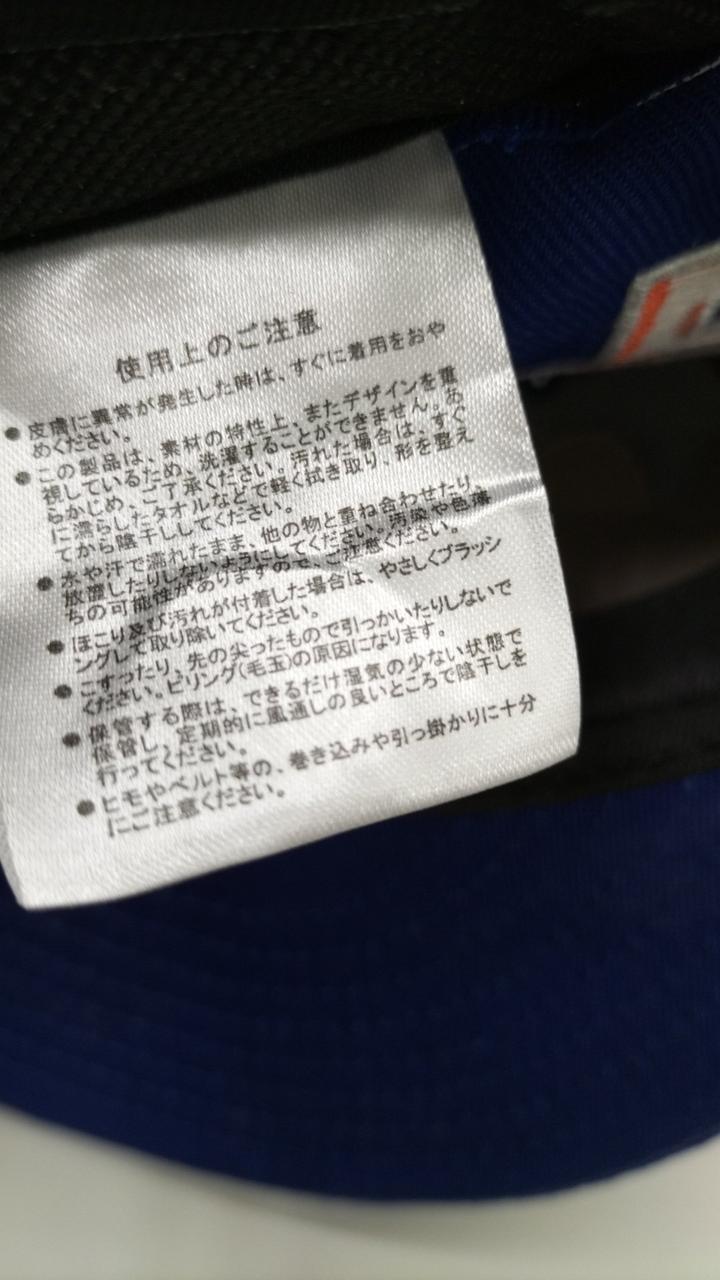 使用上のご注意
●皮膚に異常が発生した時は、すぐに着用をおや
めください。
●この製品は、素材の特性上、またデザインを重
視しているため、洗濯することができません。あ
らかじめ、ご了承ください。汚れた場合は、すぐ
に濡らしたタオルなどで軽く拭き取り、形を整え
てから陰干ししてください。
●水や汗で濡れたまま、他の物と重ね合わせたり、
放置したりしないようにしてください。汚染や色落
ちの可能性がありますので、ご注意ください。
●ほこり及び汚れが付着した場合は、やさしくブラッシ
ングして取り除いてください。
●こすったり、先の尖ったもので引っかいたりしないで
ください。ピリング(毛玉)の原因になります。
●保管する際は、できるだけ湿気の少ない状態で
保管し、定期的に風通しの良いところで陰干しを
行ってください。
●ヒモやベルト等の、巻き込みや引っ掛かりに十分
にご注意ください。